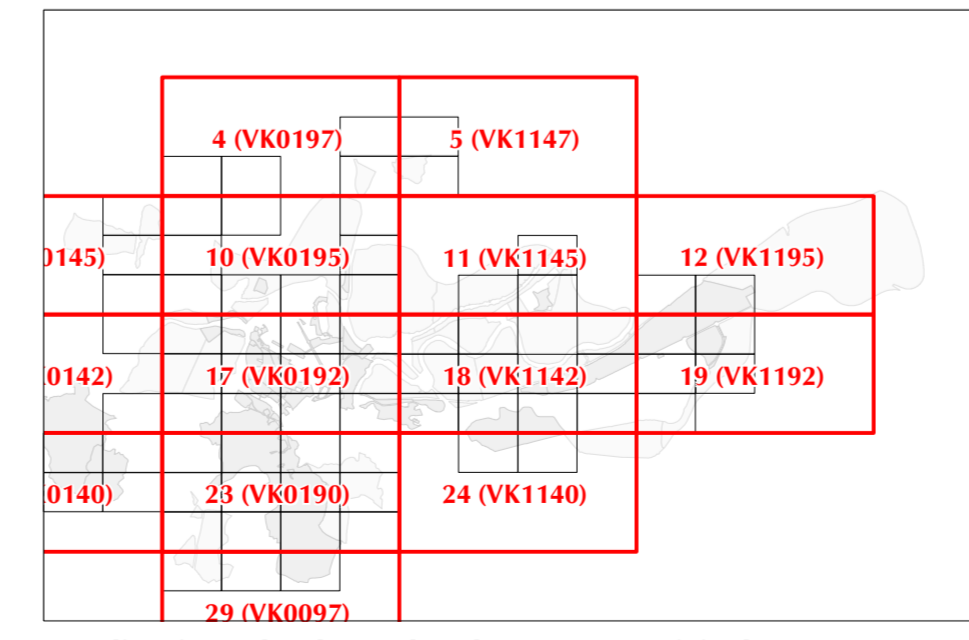 4 (VK0197) 5 (VK1147)
0145) 10 (VK0195) 11 (VK1145) 12 (VK1195)
0142) 17 (VK0192) 18 (VK1142) 19 (VK1192)
0140) 23 (VK0190) 24 (VK1140)
29 (VK0097)